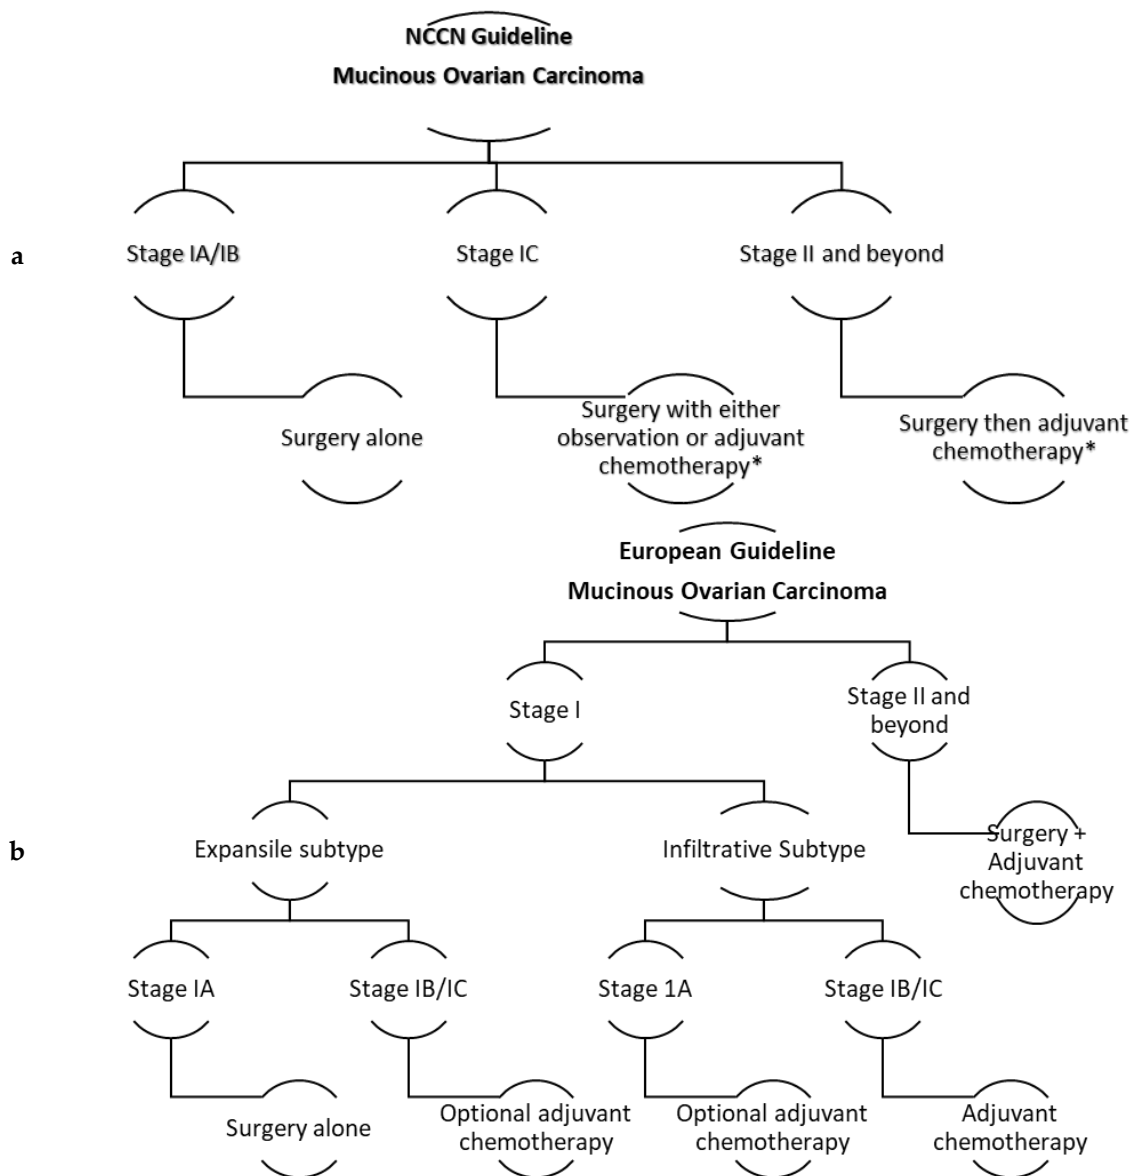 NCCN Guideline
Mucinous Ovarian Carcinoma
a
Stage IA/IB
Stage IC
Stage II and beyond
Surgery alone
Surgery with either
observation or adjuvant
chemotherapy*
Surgery then adjuvant
chemotherapy*
European Guideline
Mucinous Ovarian Carcinoma
Stage I
Stage II and
beyond
b
Expansile subtype
Infiltrative Subtype
Surgery +
Adjuvant
chemotherapy
Stage IA
Stage IB/IC
Stage 1A
Stage IB/IC
Surgery alone
Optional adjuvant
chemotherapy
Optional adjuvant
chemotherapy
Adjuvant
chemotherapy